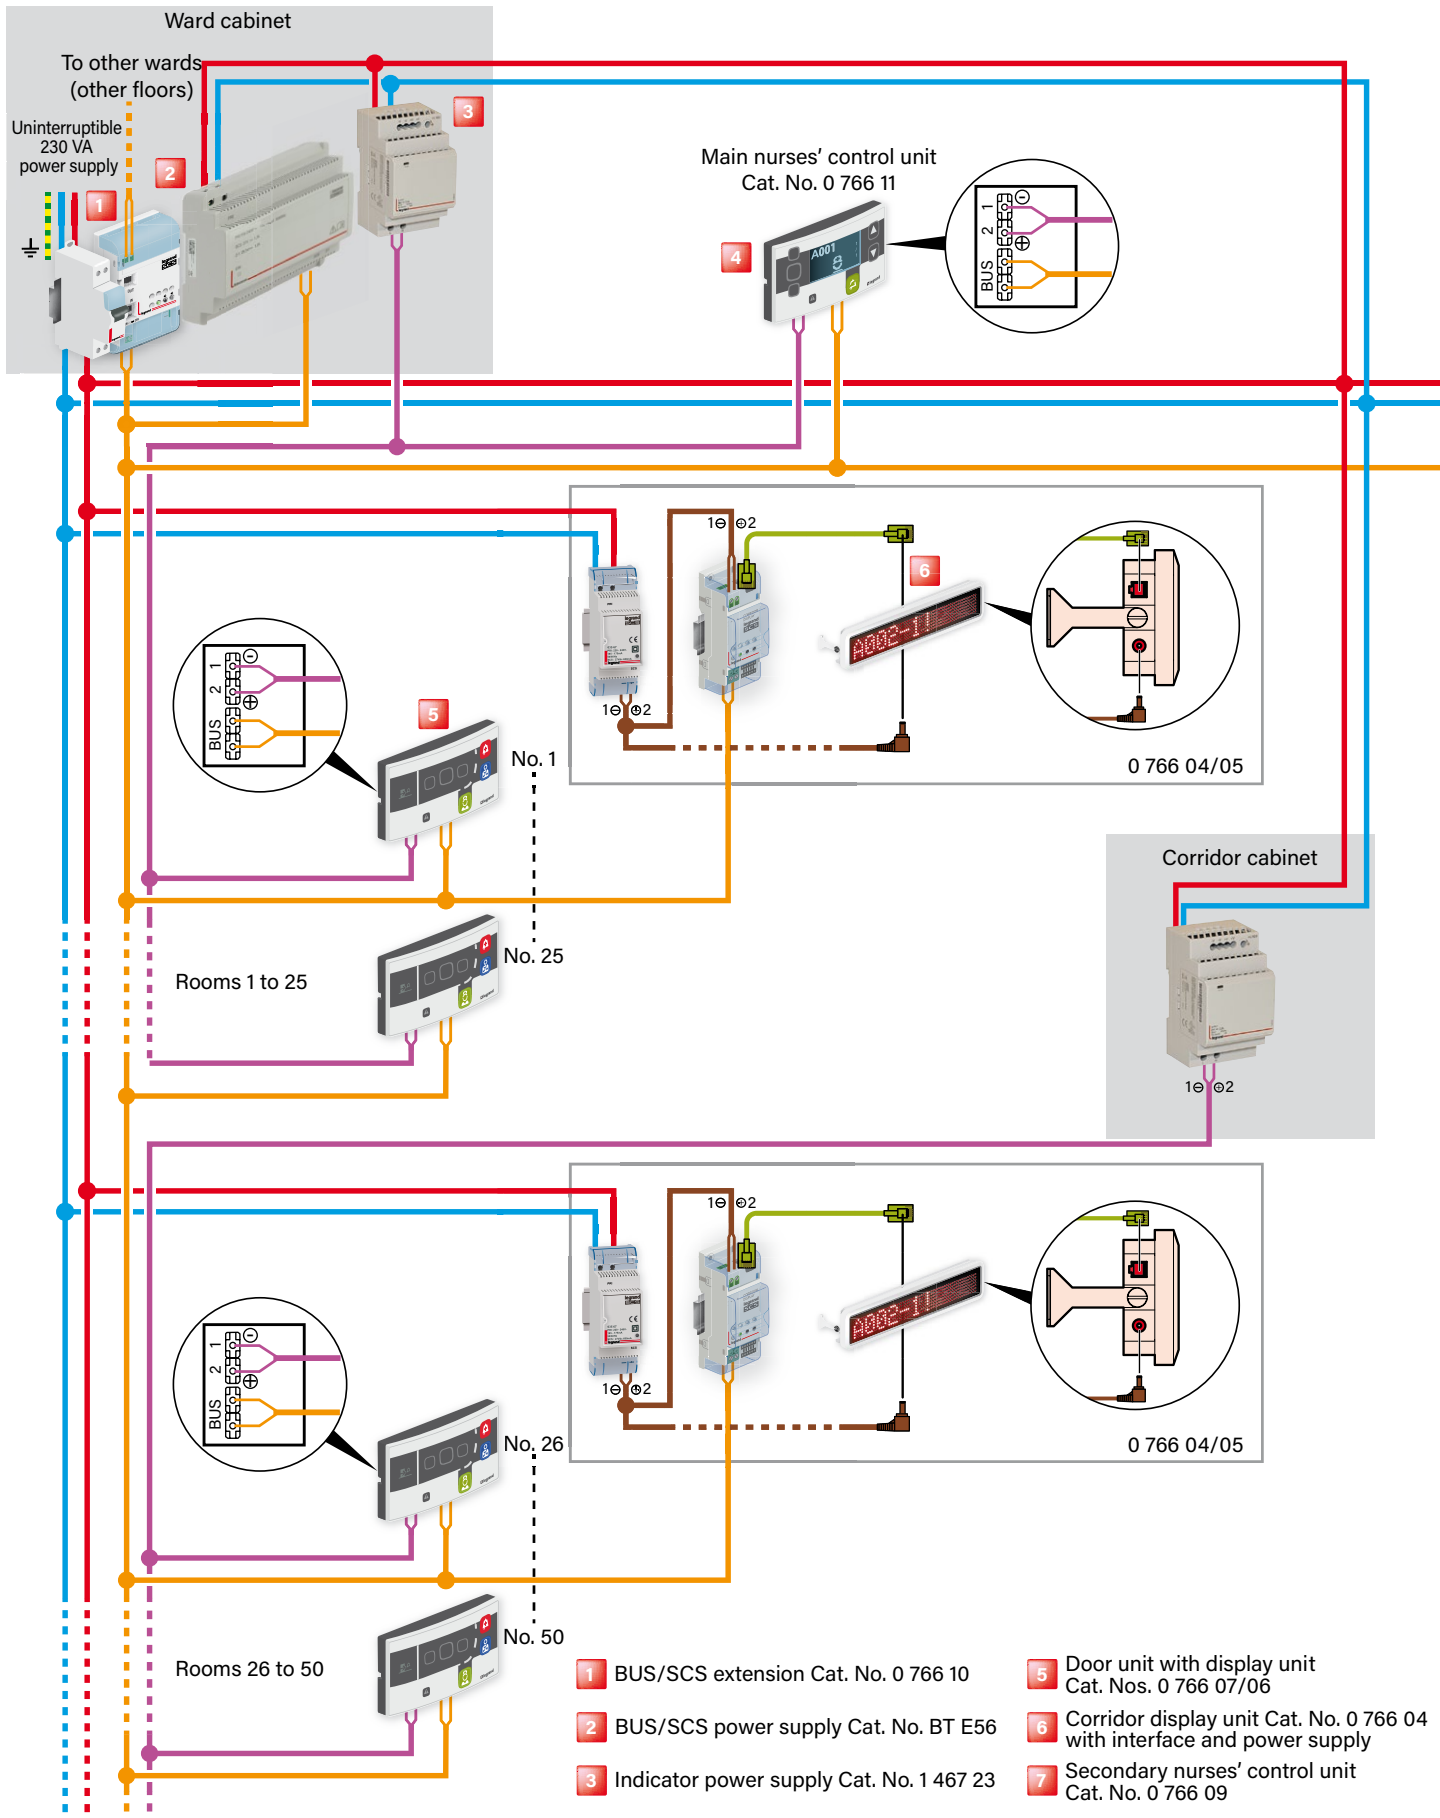 Ward cabinet
To other wards
(other floors)
Uninterruptible
230 VA
power supply
1
2
3
Main nurses' control unit
Cat. No. 0 766 11
4
A001
1
2
BUS
legrand
1 2
1 2
6
A002-11
0 766 04/05
1
2
BUS
5
No. 1
No. 25
Rooms 1 to 25
Corridor cabinet
1 2
1 2
1 2
A002-11
0 766 04/05
1
2
BUS
No. 26
No. 50
Rooms 26 to 50
1 BUS/SCS extension Cat. No. 0 766 10
2 BUS/SCS power supply Cat. No. BT E56
3 Indicator power supply Cat. No. 1 467 23
5 Door unit with display unit
Cat. Nos. 0 766 07/06
6 Corridor display unit Cat. No. 0 766 04
with interface and power supply
7 Secondary nurses' control unit
Cat. No. 0 766 09